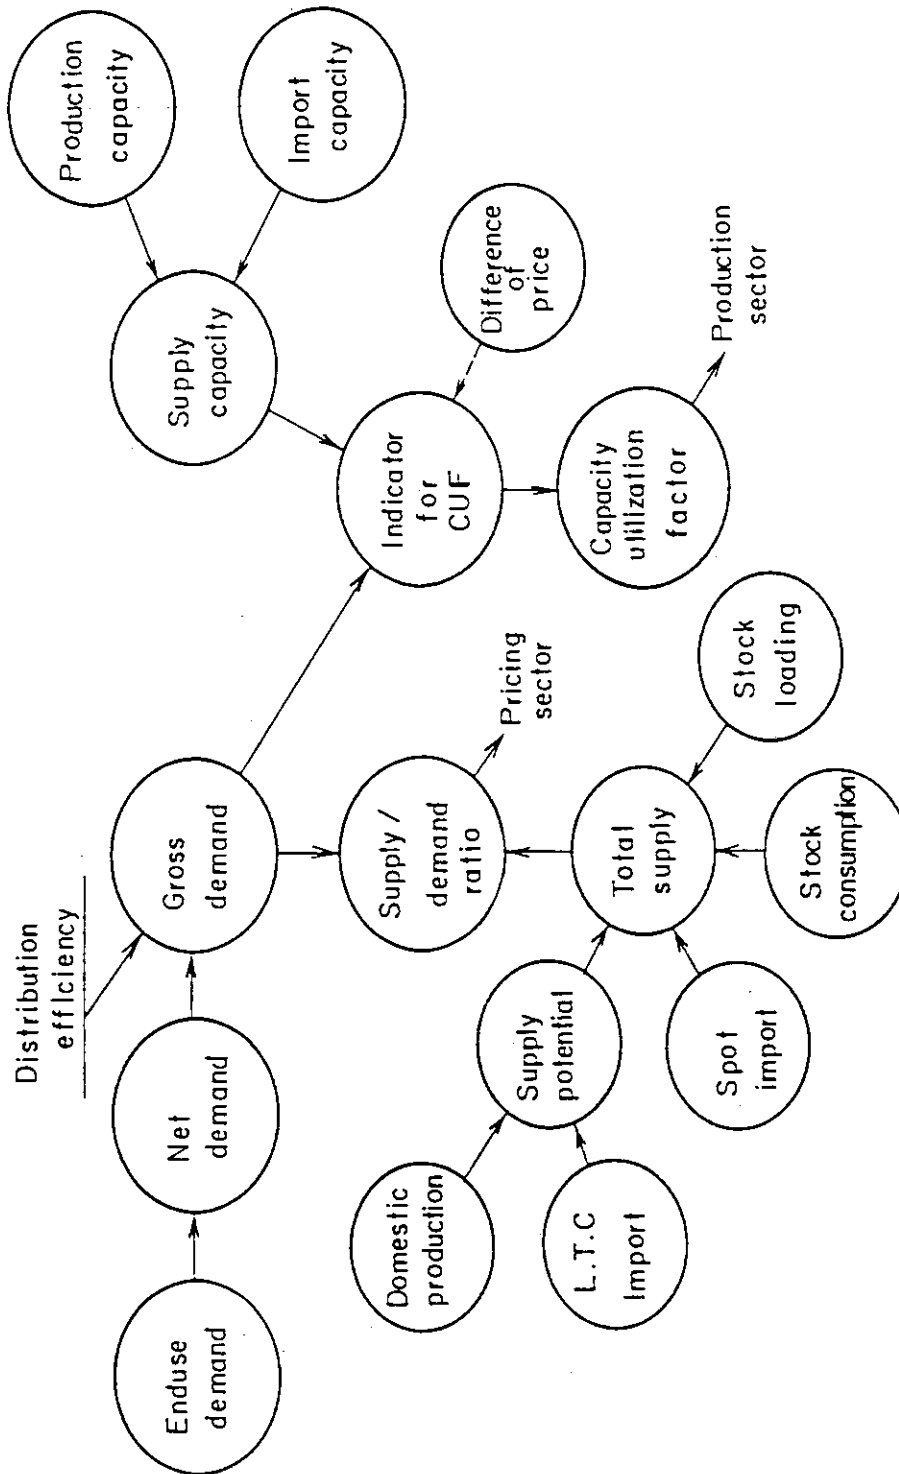 Distribution
efficiency
Enduse
demand
Net
demand
Gross
demand
Supply
capacity
Production
capacity
Import
capacity
Domestic
production
L.T.C
Import
Supply
potential
Spot
import
Supply /
demand
ratio
Pricing
sector
Total
supply
Stock
consumption
Stock
loading
Indicator
for
CUF
Difference
of
price
Capacity
utilization
factor
Production
sector